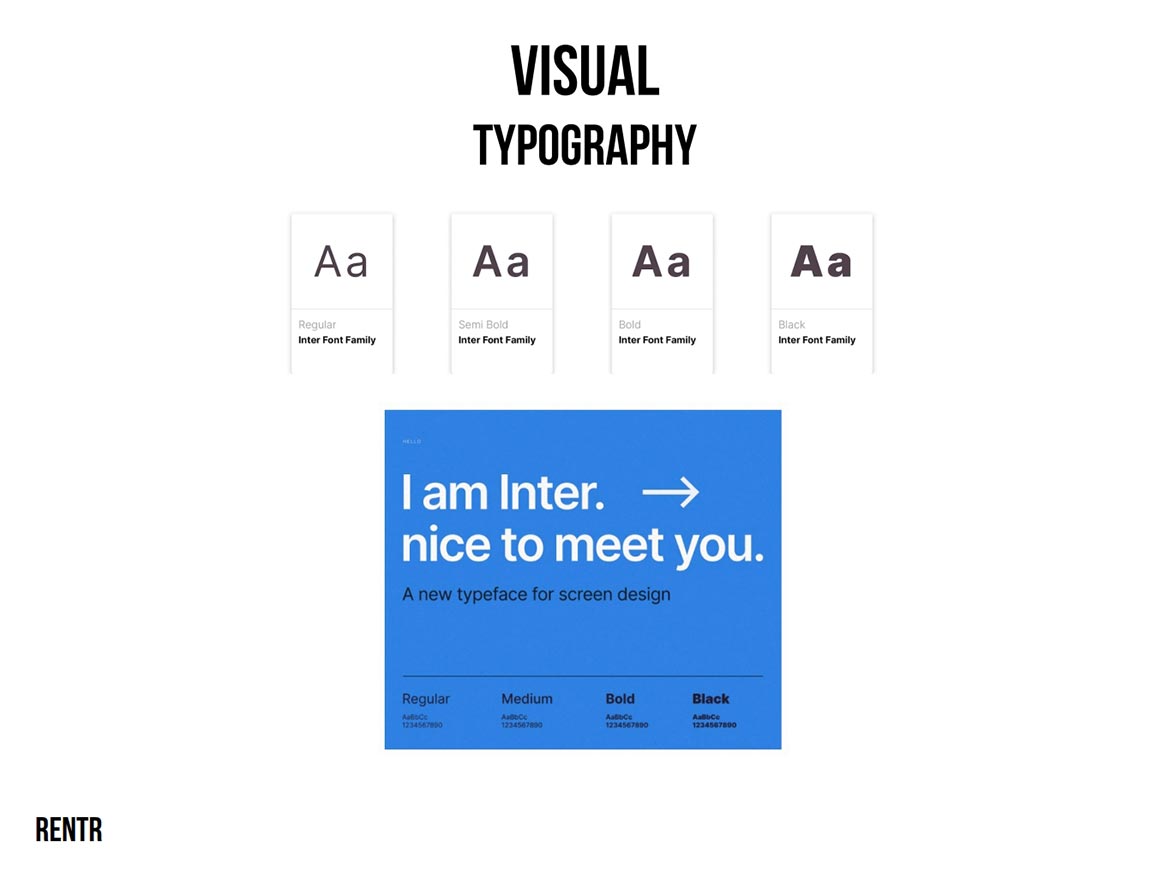 VISUAL
TYPOGRAPHY
Aa
Aa
Aa
Aa
Regular
Inter Font Family
Semi Bold
Inter Font Family
Bold
Inter Font Family
Black
Inter Font Family
HELLO
I am Inter. →
nice to meet you.
A new typeface for screen design
Regular
AaBbCc
1234567890
Medium
AaBbCc
1234567890
Bold
AaBbCc
1234567890
Black
AaBbCc
1234567890
RENTR